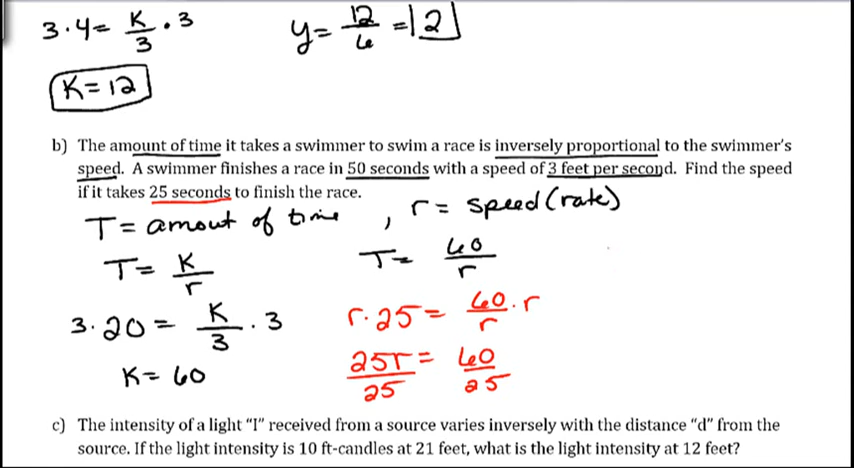 3·4= K/3 ·3
y= 12/6 =2
K=12
b) The amount of time it takes a swimmer to swim a race is inversely proportional to the swimmer's
speed. A swimmer finishes a race in 50 seconds with a speed of 3 feet per second. Find the speed
if it takes 25 seconds to finish the race.
T= amout of time , r= speed (rate)
T= K/r
T= 60/r
3·20= K/3 ·3
r·25= 60/r ·r
K= 60
25r/25 = 60/25
c) The intensity of a light "I" received from a source varies inversely with the distance "d" from the
source. If the light intensity is 10 ft-candles at 21 feet, what is the light intensity at 12 feet?